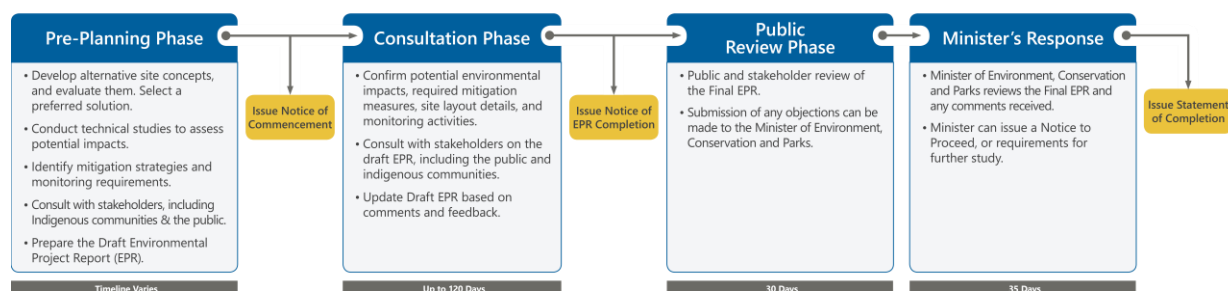 Pre-Planning Phase
• Develop alternative site concepts,
and evaluate them. Select a
preferred solution.
• Conduct technical studies to assess
potential impacts.
• Identify mitigation strategies and
monitoring requirements.
• Consult with stakeholders, including
Indigenous communities & the public.
• Prepare the Draft Environmental
Project Report (EPR).
Timeline Varies
Issue Notice of
Commencement
Consultation Phase
• Confirm potential environmental
impacts, required mitigation
measures, site layout details, and
monitoring activities.
• Consult with stakeholders on the
draft EPR, including the public and
indigenous communities.
• Update Draft EPR based on
comments and feedback.
Up to 120 Days
Issue Notice of
EPR Completion
Public
Review Phase
• Public and stakeholder review of
the Final EPR.
• Submission of any objections can be
made to the Minister of Environment,
Conservation and Parks.
30 Days
Minister's Response
• Minister of Environment, Conservation
and Parks reviews the Final EPR and
any comments received.
• Minister can issue a Notice to
Proceed, or requirements for
further study.
35 Days
Issue Statement
of Completion